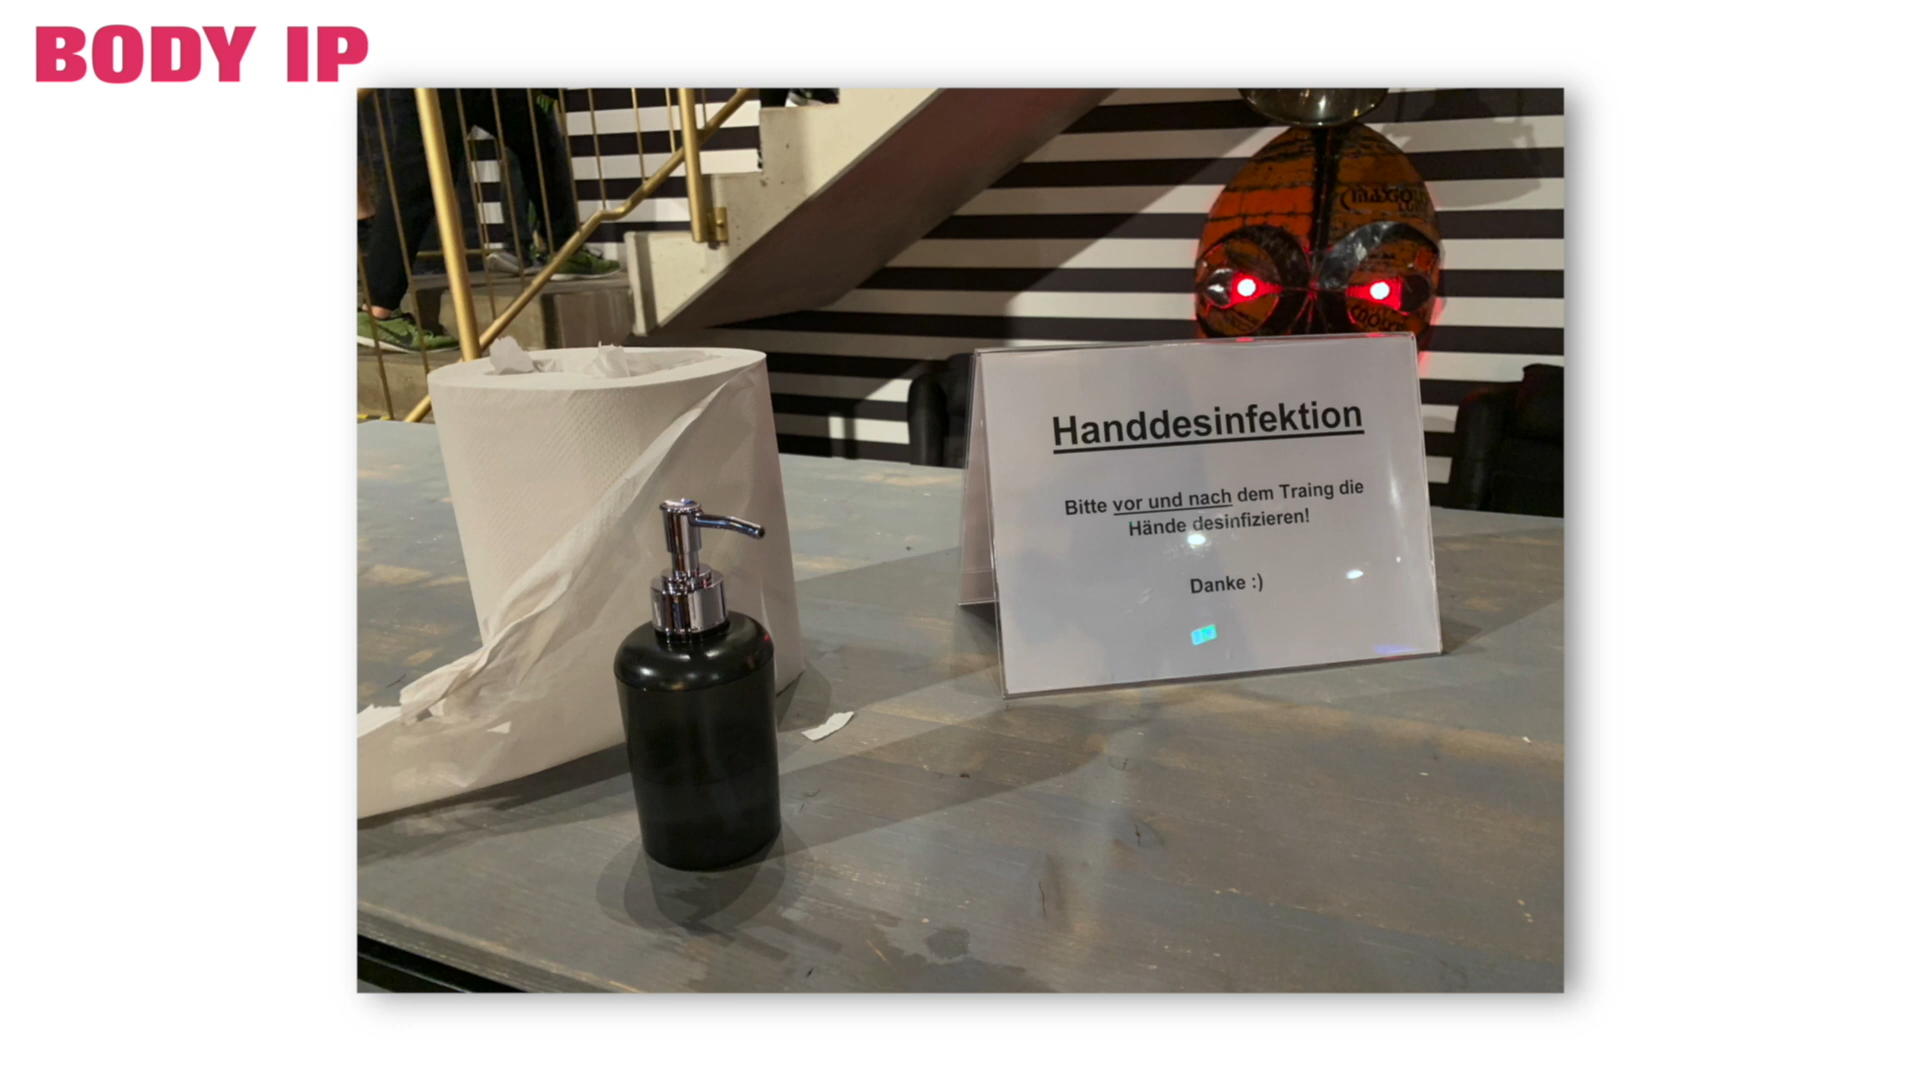 BODY IP
Handdesinfektion
Bitte vor und nach dem Traing die
Hände desinfizieren!
Danke :)